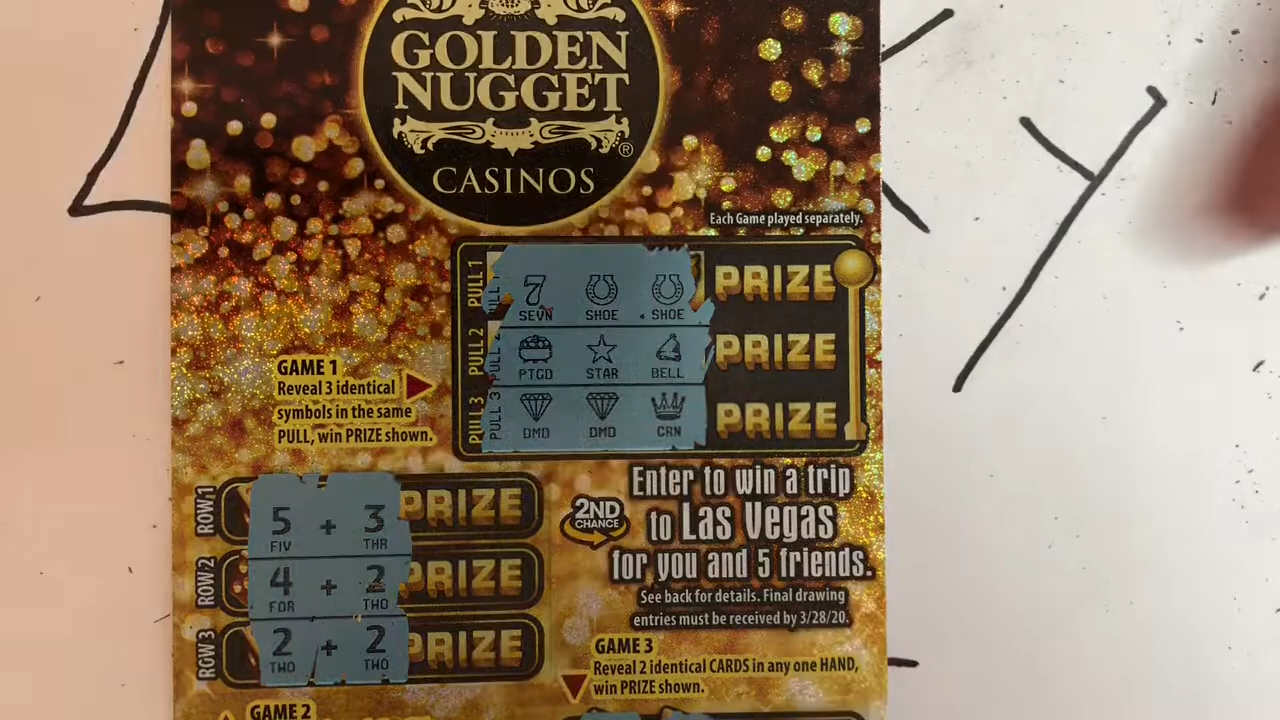 GOLDEN
NUGGET
®
CASINOS
Each Game played separately.
PULL 1
7
SEVN
SHOE
SHOE
PRIZE
PULL 2
PTGD
STAR
BELL
PRIZE
PULL 3
DMD
DMD
CRN
PRIZE
GAME 1
Reveal 3 identical
symbols in the same
PULL, win PRIZE shown.
ROW 1
5 + 3
FIV THR
PRIZE
ROW 2
4 + 2
FOR TWO
PRIZE
ROW 3
2 + 2
TWO TWO
PRIZE
2ND
CHANCE
Enter to win a trip
to Las Vegas
for you and 5 friends.
See back for details. Final drawing
entries must be received by 3/28/20.
GAME 3
Reveal 2 identical CARDS in any one HAND,
win PRIZE shown.
GAME 2
K Y